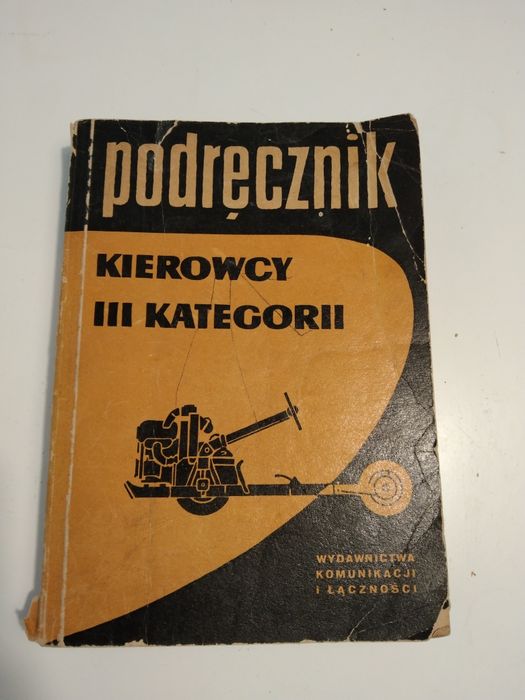 podręcznik
KIEROWCY
III KATEGORII
WYDAWNICTWA
KOMUNIKACJI
I ŁĄCZNOŚCI